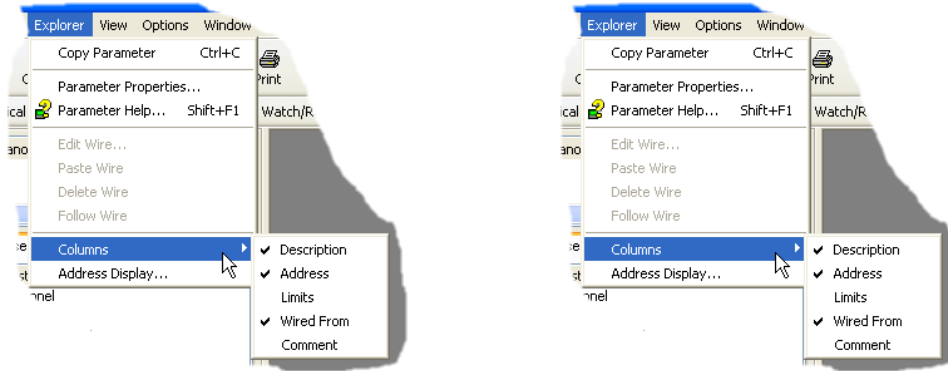 Explorer View Options Window
Copy Parameter Ctrl+C
Print
Parameter Properties...
ical Parameter Help... Shift+F1 Watch/R
Edit Wire...
Paste Wire
Delete Wire
Follow Wire
Columns
Address Display...
Description
Address
Limits
Wired From
Comment
Explorer View Options Window
Copy Parameter Ctrl+C
Print
Parameter Properties...
ical Parameter Help... Shift+F1 Watch/R
Edit Wire...
Paste Wire
Delete Wire
Follow Wire
Columns
Address Display...
Description
Address
Limits
Wired From
Comment